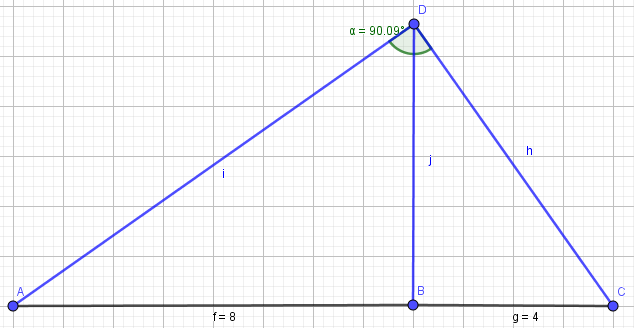 D
α = 90.09°
h
j
i
A
B
C
f = 8
g = 4